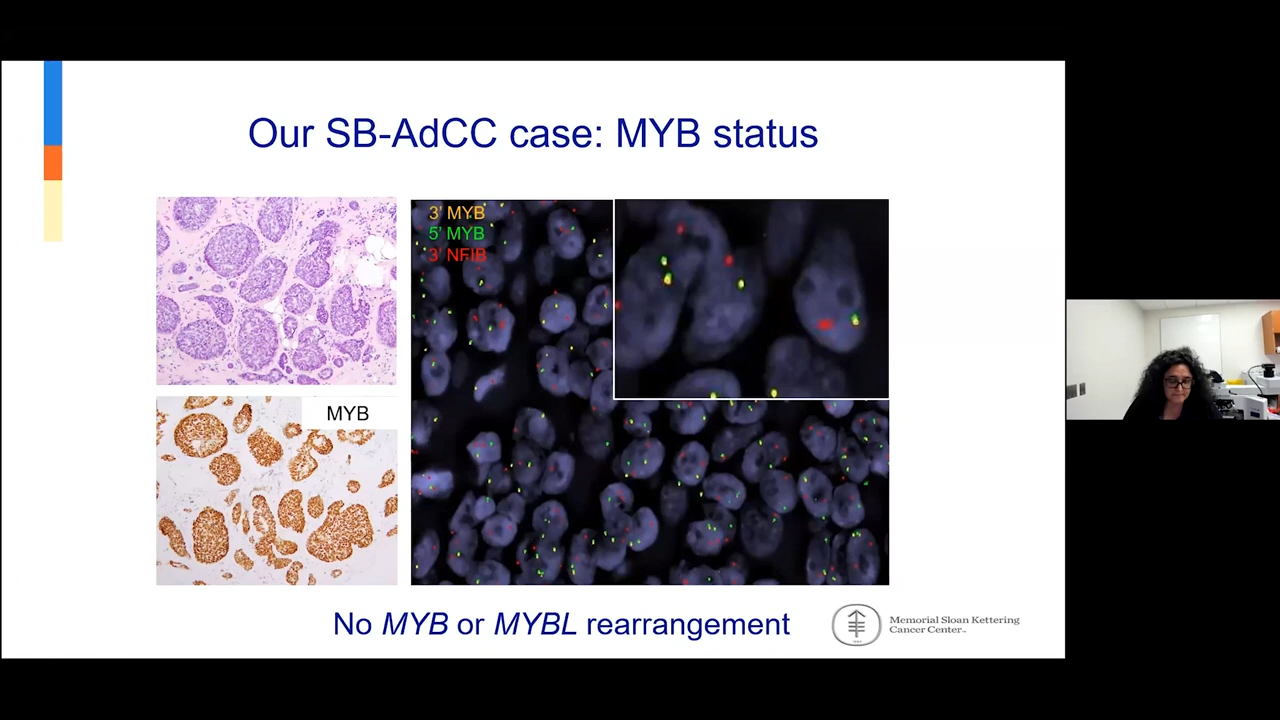 Our SB-AdCC case: MYB status
3' MYB
5' MYB
3' NFIB
MYB
No MYB or MYBL rearrangement
Memorial Sloan Kettering
Cancer Center